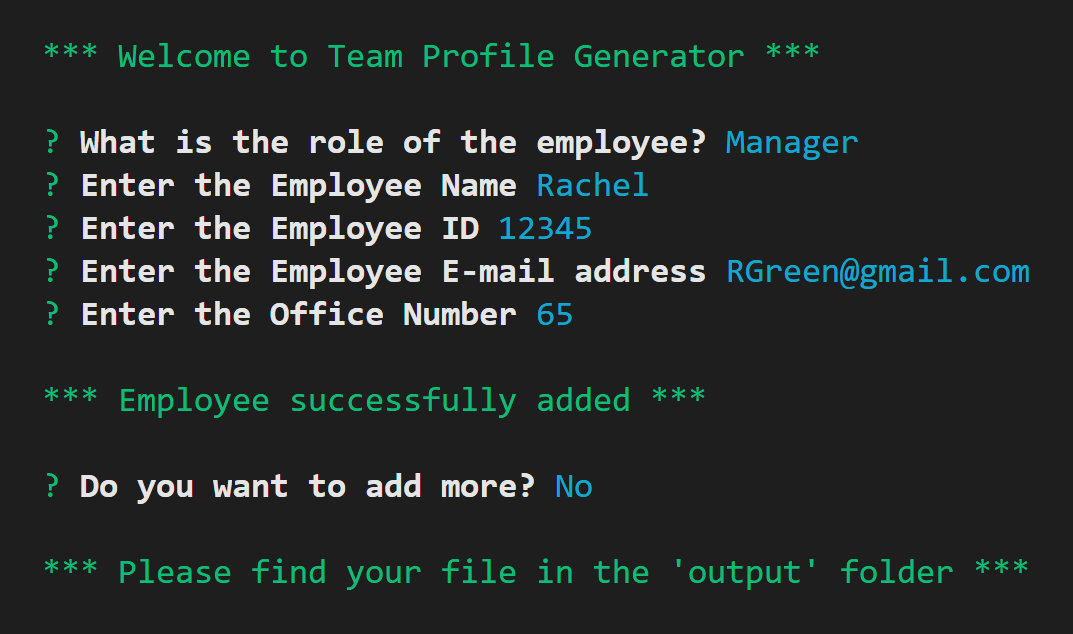 *** Welcome to Team Profile Generator ***
? What is the role of the employee? Manager
? Enter the Employee Name Rachel
? Enter the Employee ID 12345
? Enter the Employee E-mail address RGreen@gmail.com
? Enter the Office Number 65
*** Employee successfully added ***
? Do you want to add more? No
*** Please find your file in the 'output' folder ***